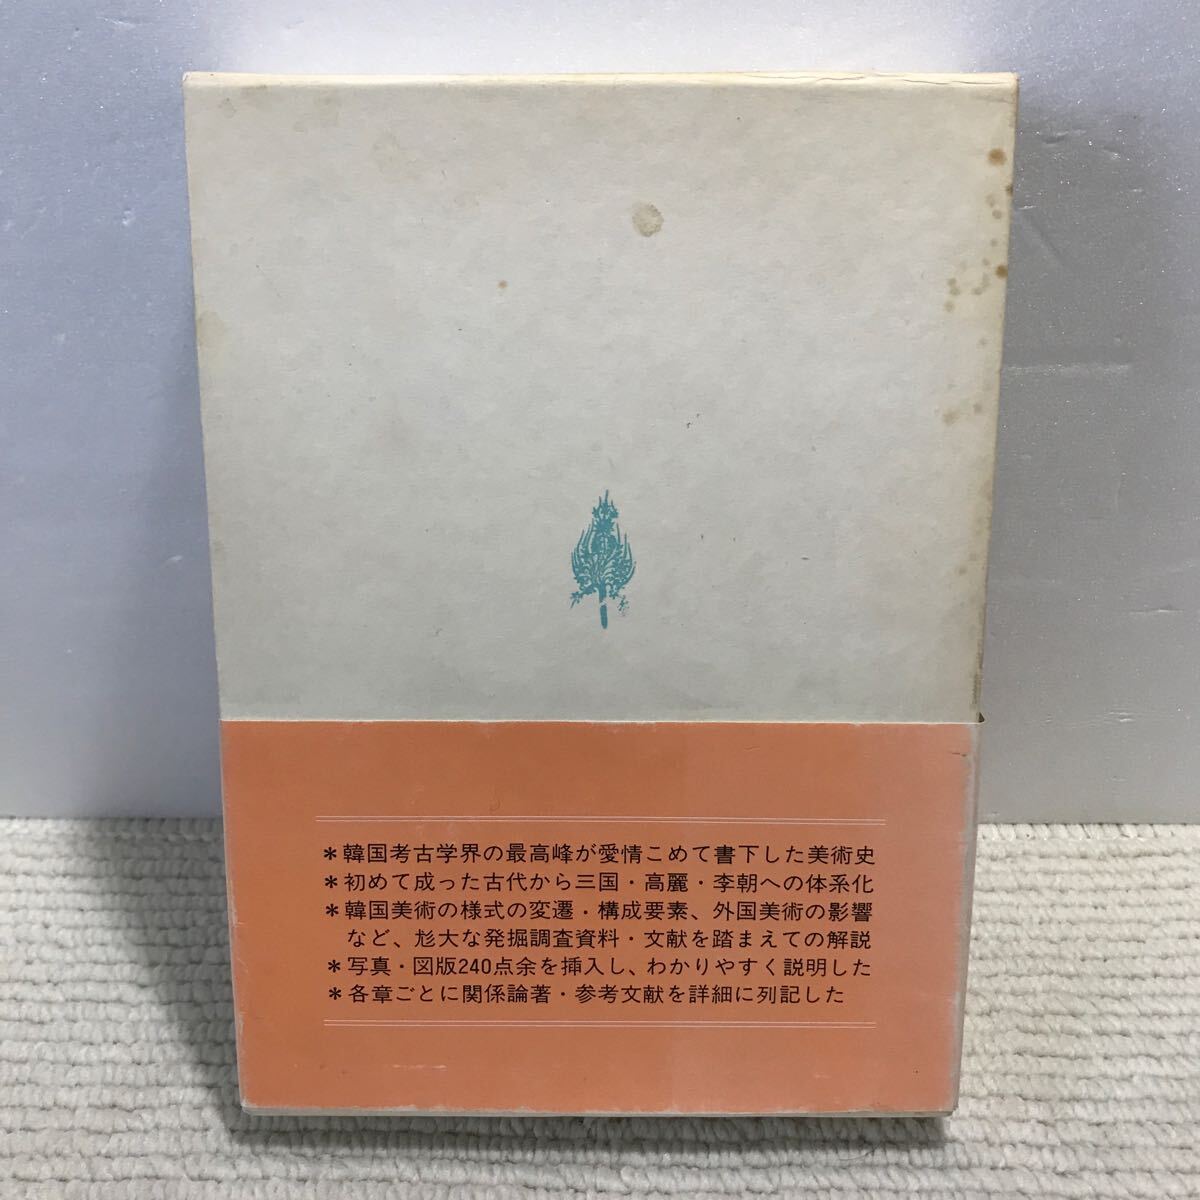 ＊韓国考古学界の最高峰が愛情こめて書下した美術史
＊初めて成った古代から三国・高麗・李朝への体系化
＊韓国美術の様式の変遷・構成要素、外国美術の影響
など、尨大な発掘調査資料・文献を踏まえての解説
＊写真・図版240点余を挿入し、わかりやすく説明した
＊各章ごとに関係論著・参考文献を詳細に列記した